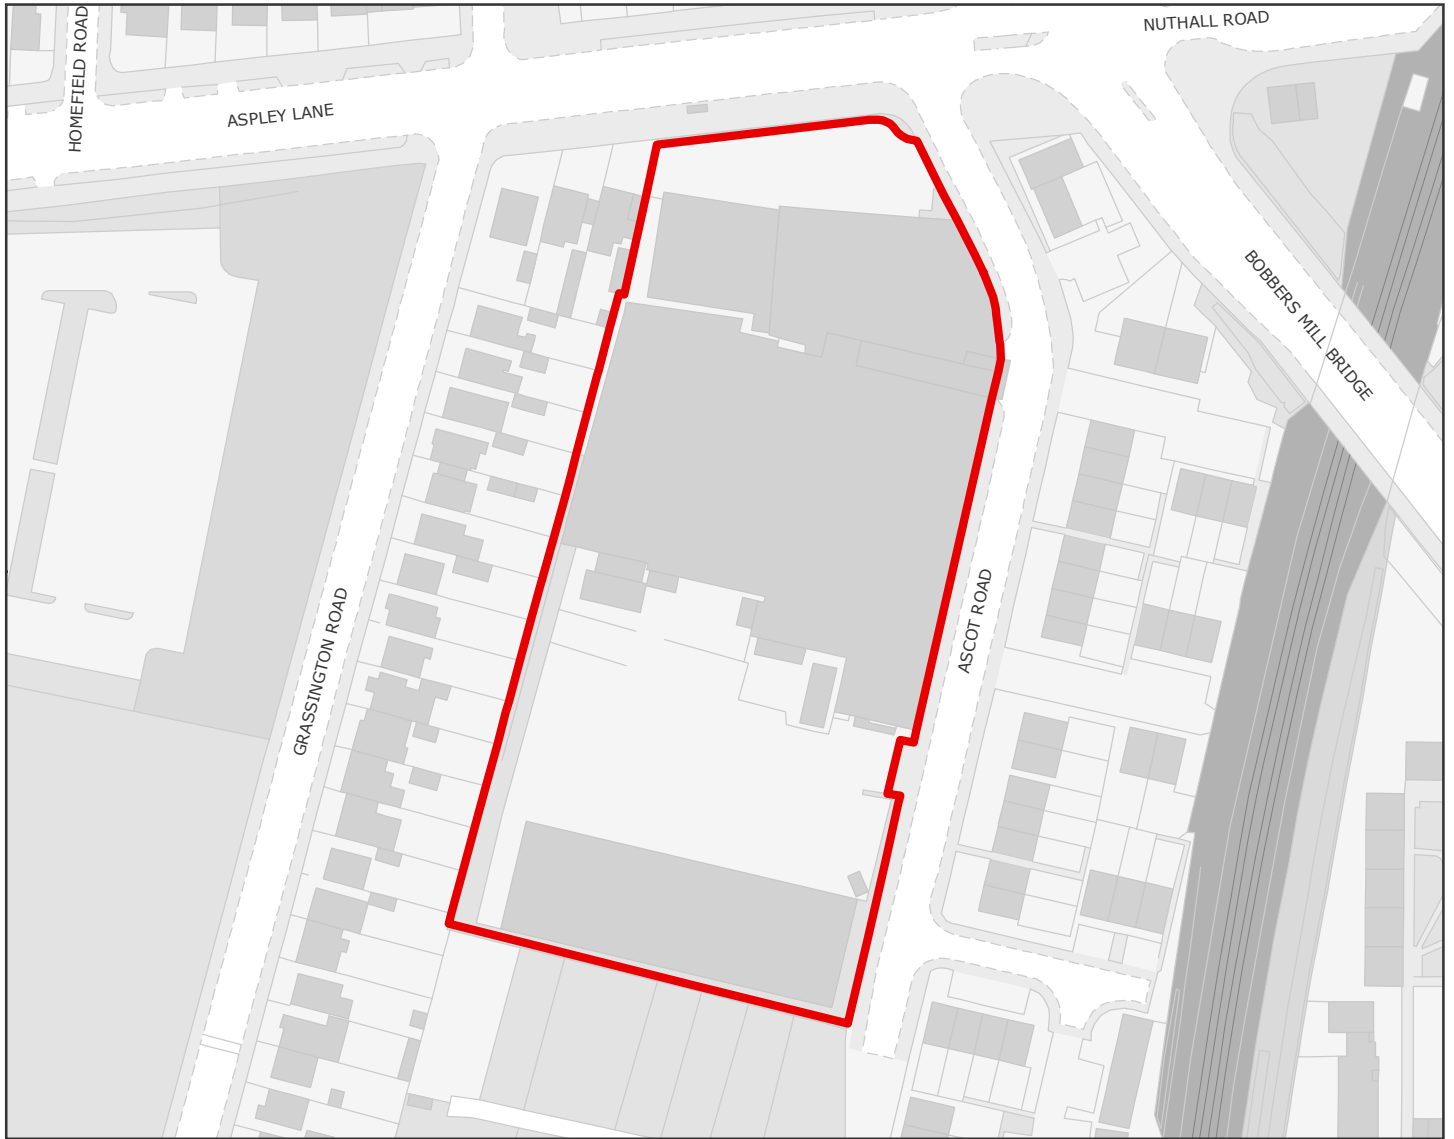 NUTHALL ROAD
HOMEFIELD ROAD
ASPLEY LANE
BOBBERS MILL BRIDGE
GRASSINGTON ROAD
ASCOT ROAD